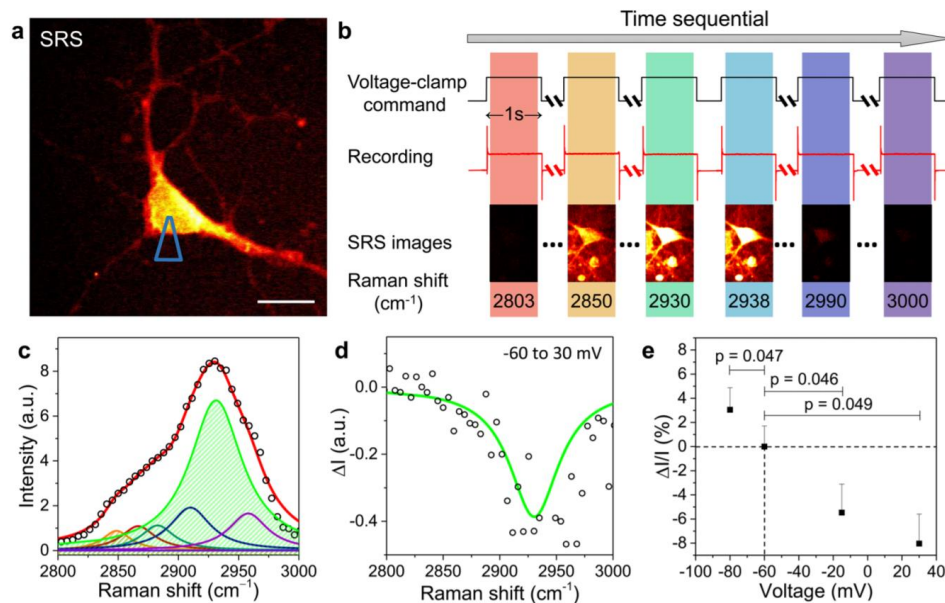 a
SRS
b
Time sequential
Voltage-clamp
command
1s
Recording
SRS images
Raman shift
(cm⁻¹)
2803
2850
2930
2938
2990
3000
c
Intensity (a.u.)
8
6
4
2
0
2800
2850
2900
2950
3000
Raman shift (cm⁻¹)
d
-60 to 30 mV
ΔI (a.u.)
0.0
-0.2
-0.4
2800
2850
2900
2950
3000
Raman shift (cm⁻¹)
e
p = 0.047
p = 0.046
p = 0.049
ΔI/I (%)
8
6
4
2
0
-2
-4
-6
-8
-100
-80
-60
-40
-20
0
20
40
Voltage (mV)